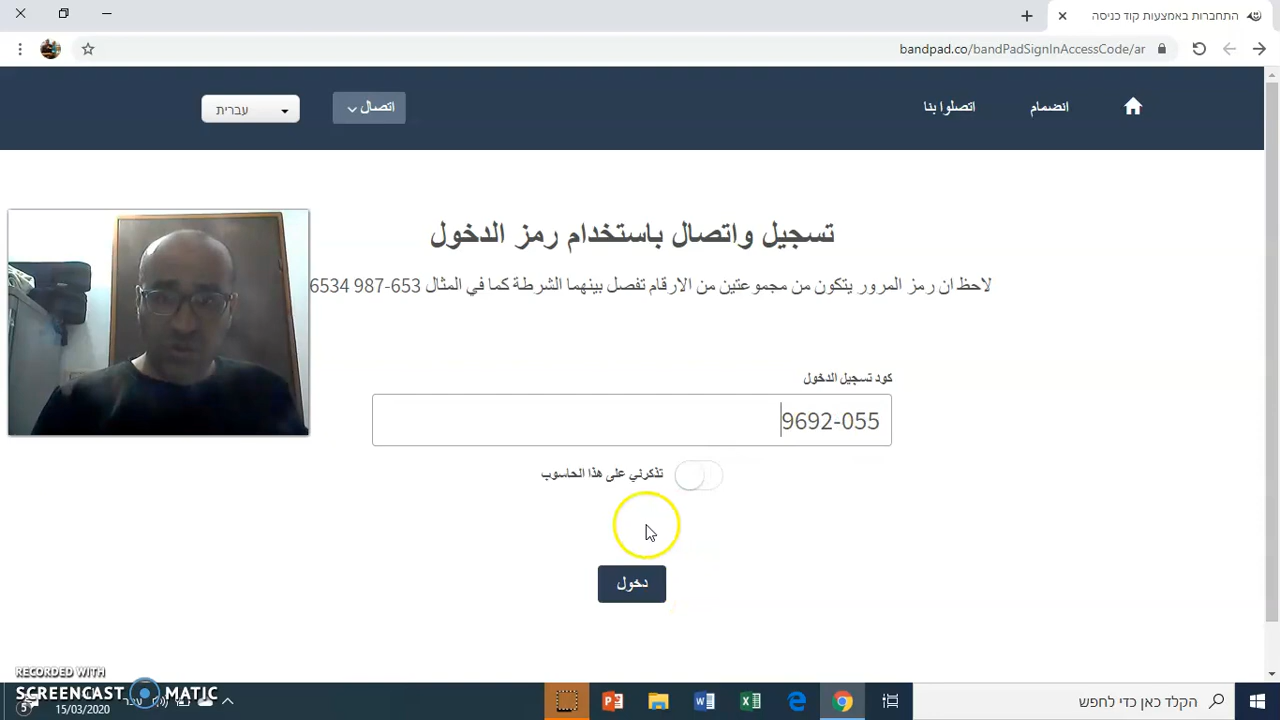 התחברות באמצעות קוד כניסה
bandpad.co/bandPadSignInAccessCode/ar
انضمام
اتصلوا بنا
اتصال
עברית
تسجيل واتصال باستخدام رمز الدخول
لاحظ ان رمز المرور يتكون من مجموعتين من الارقام تفصل بينهما الشرطة كما في المثال 653-987 6534
كود تسجيل الدخول
9692-055
تذكرني على هذا الحاسوب
دخول
RECORDED WITH
SCREENCAST MATIC
הקלד כאן כדי לחפש
15/03/2020